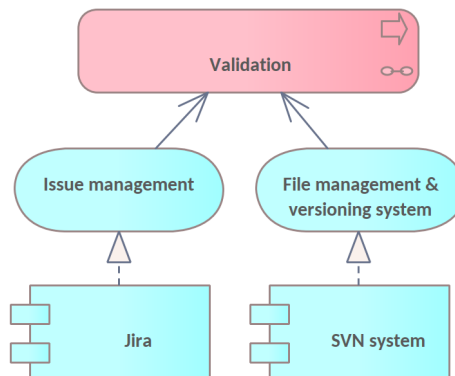 Validation
Issue management
File management &
versioning system
Jira
SVN system